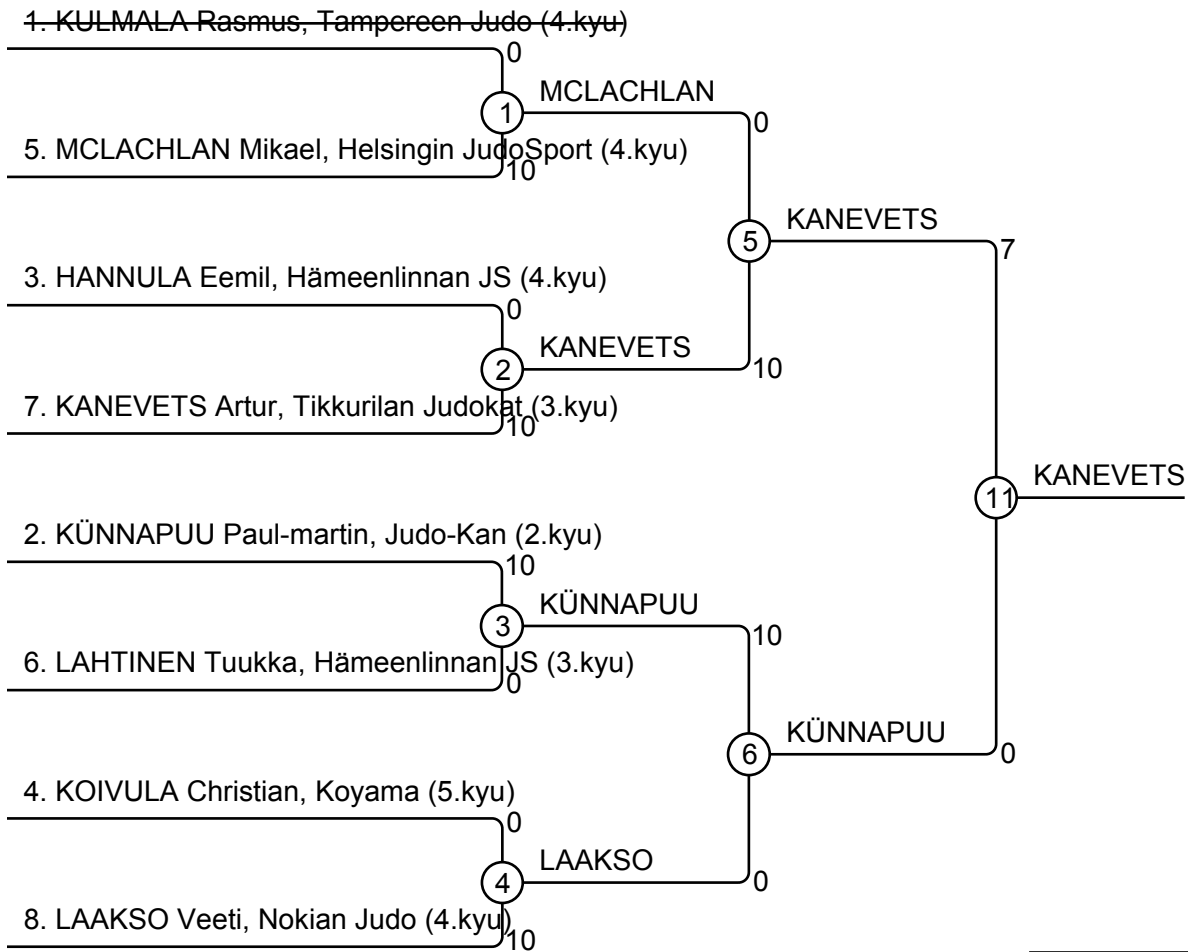 1. KULMALA Rasmus, Tampereen Judo (4.kyu)
0
1
MCLACHLAN
0
5. MCLACHLAN Mikael, Helsingin JudoSport (4.kyu)
10
5
KANEVETS
7
3. HANNULA Eemil, Hämeenlinnan JS (4.kyu)
0
2
KANEVETS
10
7. KANEVETS Artur, Tikkurilan Judokat (3.kyu)
10
11
KANEVETS
2. KÜNNAPUU Paul-martin, Judo-Kan (2.kyu)
10
3
KÜNNAPUU
10
6. LAHTINEN Tuukka, Hämeenlinnan JS (3.kyu)
0
6
KÜNNAPUU
0
4. KOIVULA Christian, Koyama (5.kyu)
0
4
LAAKSO
0
8. LAAKSO Veeti, Nokian Judo (4.kyu)
10